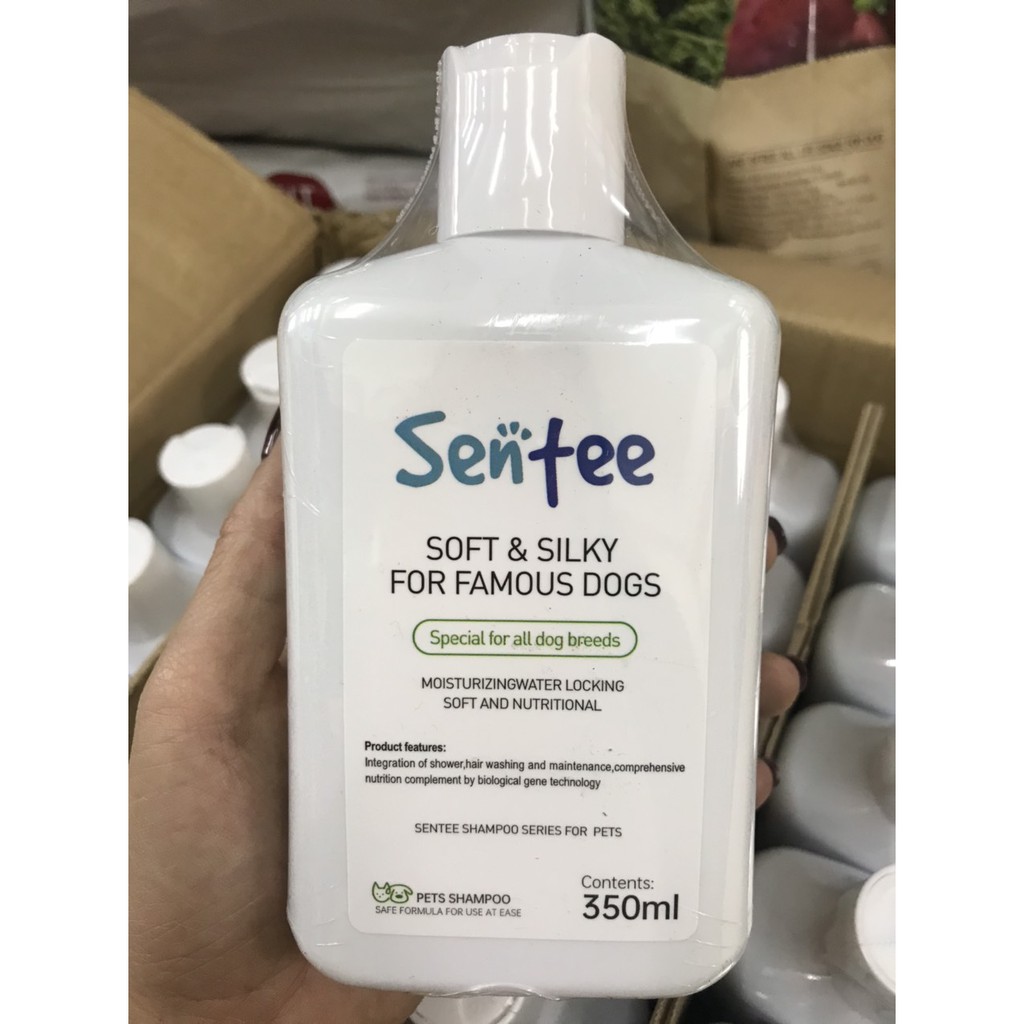 Sentee
SOFT & SILKY
FOR FAMOUS DOGS
Special for all dog breeds
MOISTURIZINGWATER LOCKING
SOFT AND NUTRITIONAL
Product features:
Integration of shower,hair washing and maintenance,comprehensive
nutrition complement by biological gene technology
SENTEE SHAMPOO SERIES FOR PETS
PETS SHAMPOO
SAFE FORMULA FOR USE AT EASE
Contents:
350ml